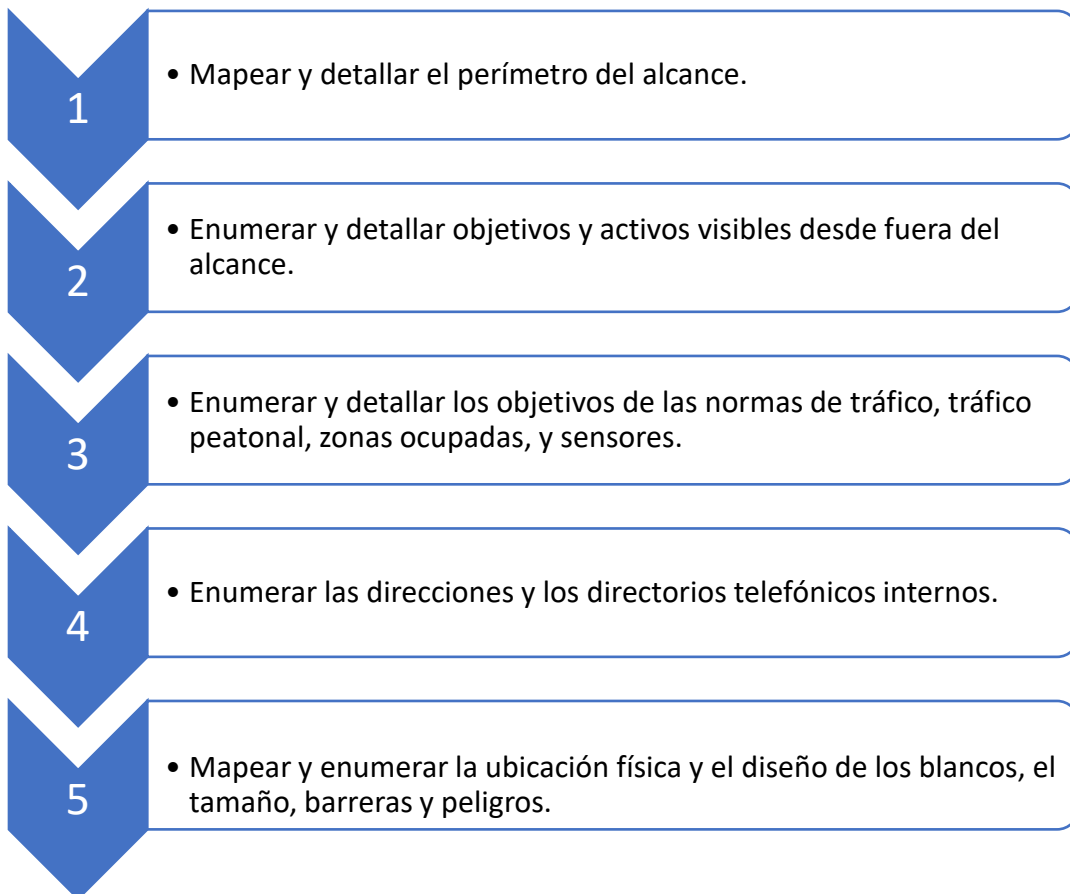 1
• Mapear y detallar el perímetro del alcance.
2
• Enumerar y detallar objetivos y activos visibles desde fuera del
alcance.
3
• Enumerar y detallar los objetivos de las normas de tráfico, tráfico
peatonal, zonas ocupadas, y sensores.
4
• Enumerar las direcciones y los directorios telefónicos internos.
5
• Mapear y enumerar la ubicación física y el diseño de los blancos, el
tamaño, barreras y peligros.